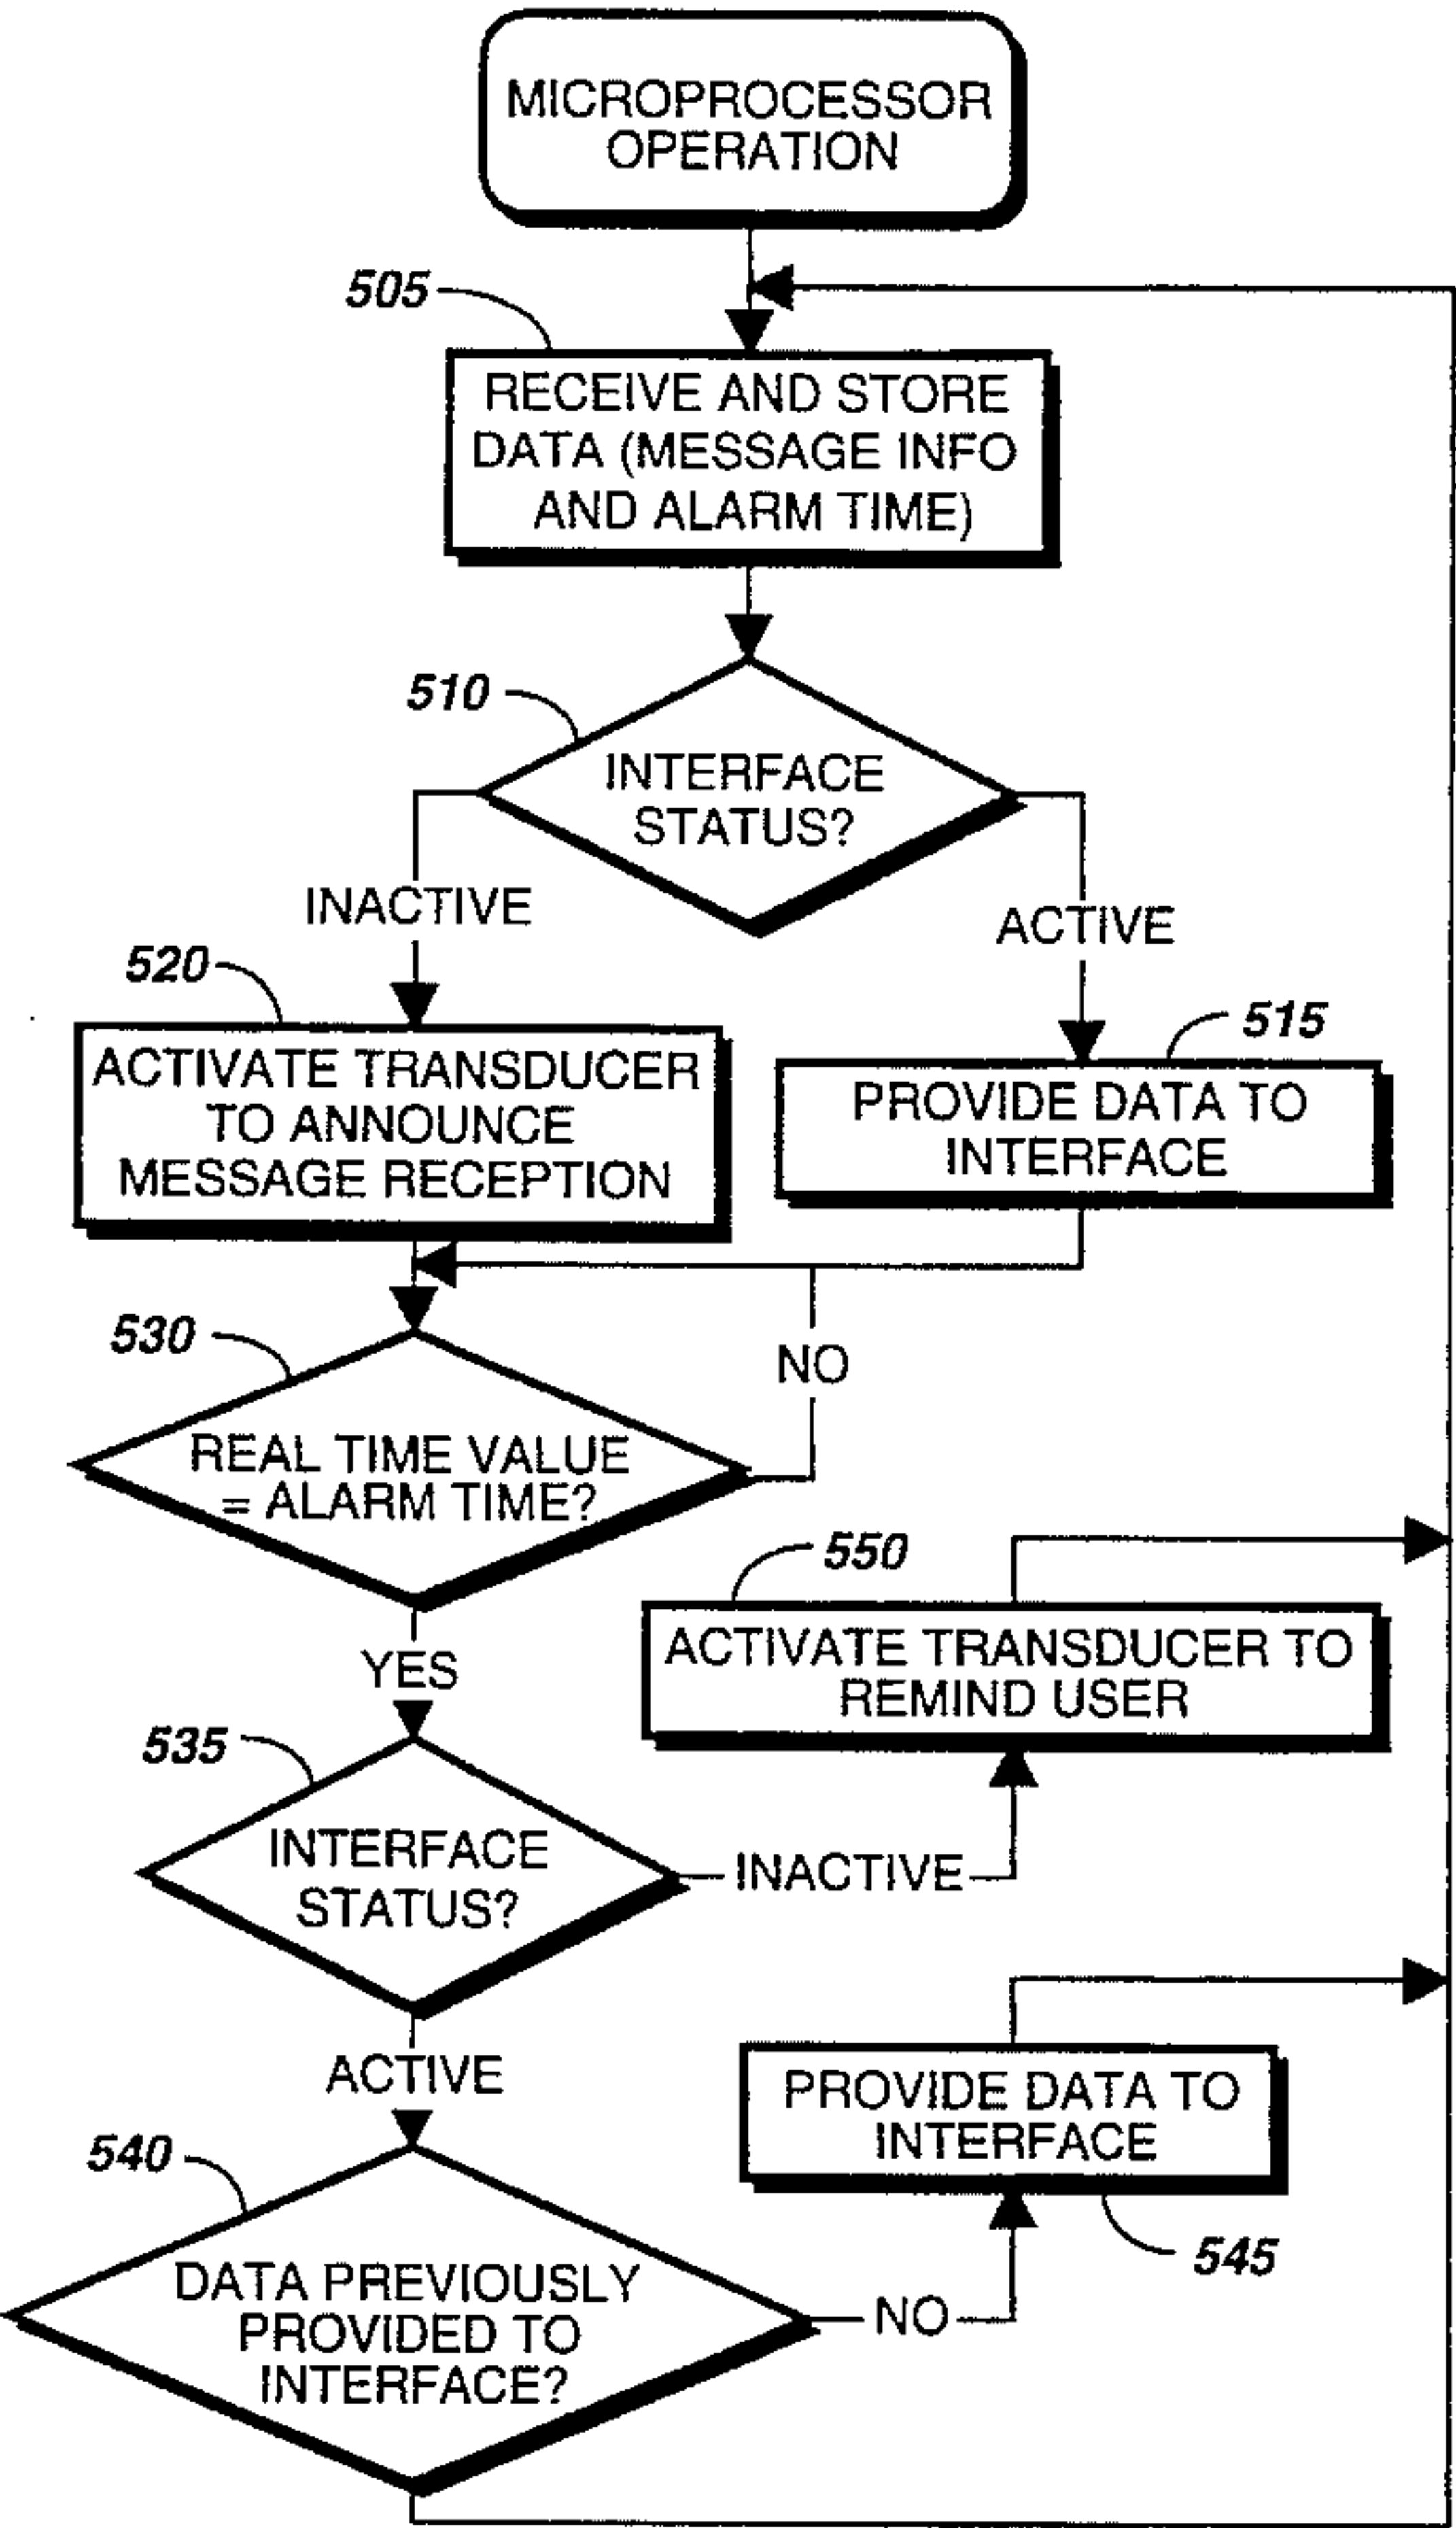 MICROPROCESSOR
OPERATION
505
RECEIVE AND STORE
DATA (MESSAGE INFO
AND ALARM TIME)
510
INTERFACE
STATUS?
INACTIVE
ACTIVE
520
ACTIVATE TRANSDUCER
TO ANNOUNCE
MESSAGE RECEPTION
515
PROVIDE DATA TO
INTERFACE
530
NO
REAL TIME VALUE
= ALARM TIME?
YES
550
ACTIVATE TRANSDUCER TO
REMIND USER
535
INTERFACE
STATUS?
INACTIVE
ACTIVE
PROVIDE DATA TO
INTERFACE
545
540
DATA PREVIOUSLY
PROVIDED TO
INTERFACE?
NO